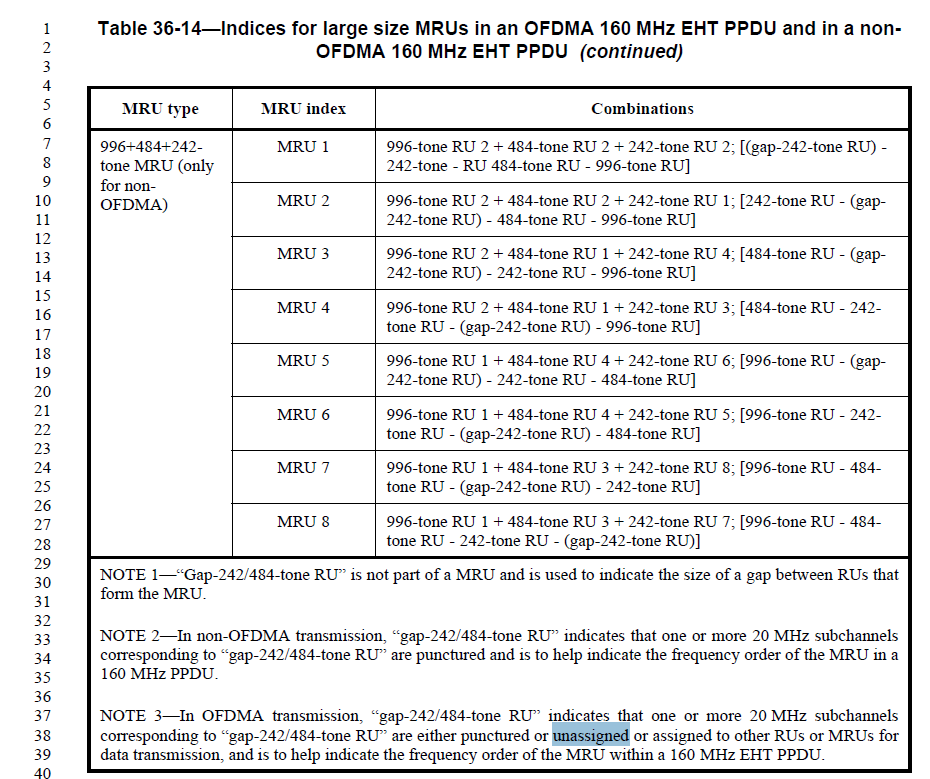 Table 36-14—Indices for large size MRUs in an OFDMA 160 MHz EHT PPDU and in a non-
OFDMA 160 MHz EHT PPDU (continued)
MRU type MRU index Combinations
996+484+242-
tone MRU (only
for non-
OFDMA)
MRU 1
996-tone RU 2 + 484-tone RU 2 + 242-tone RU 2; [(gap-242-tone RU) -
242-tone - RU 484-tone RU - 996-tone RU]
MRU 2
996-tone RU 2 + 484-tone RU 2 + 242-tone RU 1; [242-tone RU - (gap-
242-tone RU) - 484-tone RU - 996-tone RU]
MRU 3
996-tone RU 2 + 484-tone RU 1 + 242-tone RU 4; [484-tone RU - (gap-
242-tone RU) - 242-tone RU - 996-tone RU]
MRU 4
996-tone RU 2 + 484-tone RU 1 + 242-tone RU 3; [484-tone RU - 242-
tone RU - (gap-242-tone RU) - 996-tone RU]
MRU 5
996-tone RU 1 + 484-tone RU 4 + 242-tone RU 6; [996-tone RU - (gap-
242-tone RU) - 242-tone RU - 484-tone RU]
MRU 6
996-tone RU 1 + 484-tone RU 4 + 242-tone RU 5; [996-tone RU - 242-
tone RU - (gap-242-tone RU) - 484-tone RU]
MRU 7
996-tone RU 1 + 484-tone RU 3 + 242-tone RU 8; [996-tone RU - 484-
tone RU - (gap-242-tone RU) - 242-tone RU]
MRU 8
996-tone RU 1 + 484-tone RU 3 + 242-tone RU 7; [996-tone RU - 484-
tone RU - 242-tone RU - (gap-242-tone RU)]
NOTE 1—“Gap-242/484-tone RU” is not part of a MRU and is used to indicate the size of a gap between RUs that
form the MRU.
NOTE 2—In non-OFDMA transmission, “gap-242/484-tone RU” indicates that one or more 20 MHz subchannels
corresponding to “gap-242/484-tone RU” are punctured and is to help indicate the frequency order of the MRU in a
160 MHz PPDU.
NOTE 3—In OFDMA transmission, “gap-242/484-tone RU” indicates that one or more 20 MHz subchannels
corresponding to “gap-242/484-tone RU” are either punctured or unassigned or assigned to other RUs or MRUs for
data transmission, and is to help indicate the frequency order of the MRU within a 160 MHz EHT PPDU.
1
2
3
4
5
6
7
8
9
10
11
12
13
14
15
16
17
18
19
20
21
22
23
24
25
26
27
28
29
30
31
32
33
34
35
36
37
38
39
40